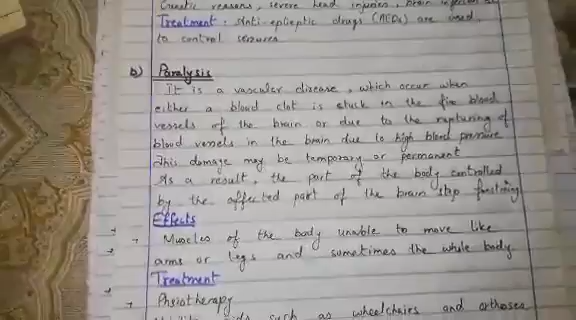 Genetic reasons, severe head injuries, brain
Treatment : Anti-epileptic drugs (AEDs) are used
to control seizures.
b) Paralysis
It is a vascular disease, which occur when
either a blood clot is stuck in the fine blood
vessels of the brain or due to the rupturing of
blood vessels in the brain due to high blood pressure
This damage may be temporary or permanent
As a result, the part of the body controlled
by the affected part of the brain stop
Effects
→ Muscles of the body unable to move like
arms or legs and sometimes the whole body
Treatment
→ Phsiotherapy
such as wheelchairs and orthoses